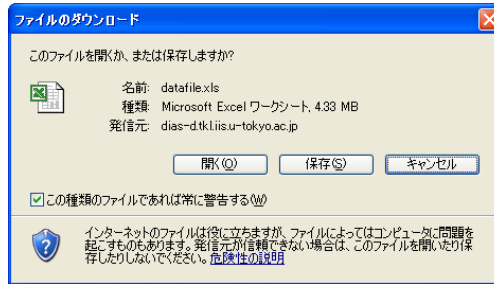 ファイルのダウンロード
このファイルを開くか、または保存しますか?
名前: datafile.xls
種類: Microsoft Excel ワークシート, 4.33 MB
発信元: dias-d.tkl.iis.u-tokyo.ac.jp
開く(O) 保存(S) キャンセル
この種類のファイルであれば常に警告する(W)
インターネットのファイルは役に立ちますが、ファイルによってはコンピュータに問題を
起こすものもあります。発信元が信頼できない場合は、このファイルを開いたり保
存したりしないでください。危険性の説明